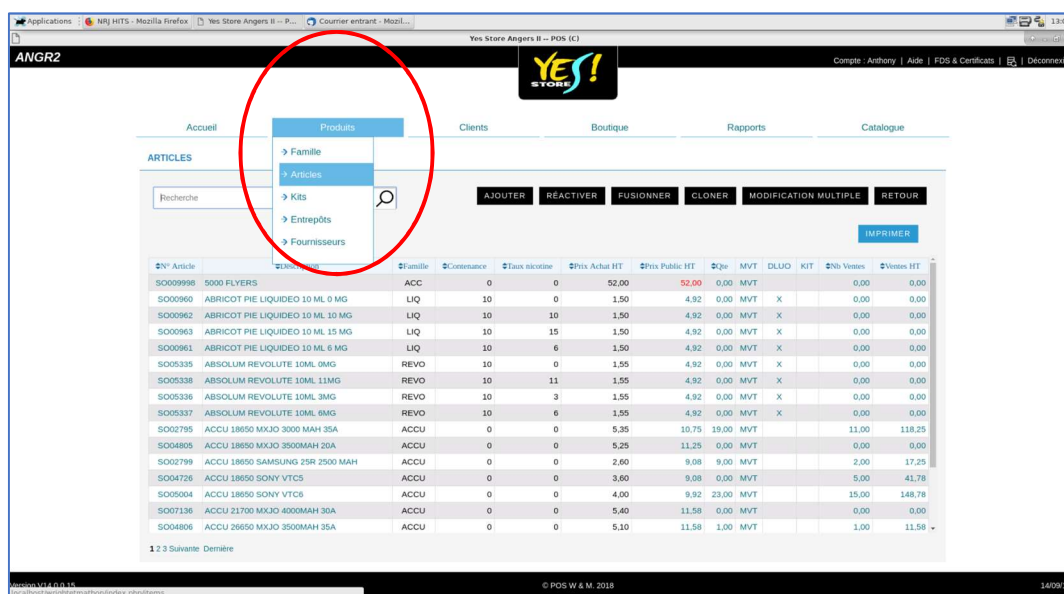 Applications NRJ HITS - Mozilla Firefox Yes Store Angers II -- P... Courrier entrant - Mozil...
Yes Store Angers II -- POS (C)
ANGR2
YES!
STORE
Compte : Anthony | Aide | FDS & Certificats | | Déconnexi
Accueil Produits Clients Boutique Rapports Catalogue
ARTICLES
Famille
Articles
Kits
Entrepôts
Fournisseurs
Recherche
AJOUTER RÉACTIVER FUSIONNER CLONER MODIFICATION MULTIPLE RETOUR
IMPRIMER
N° Article Description Famille Contenance Taux nicotine Prix Achat HT Prix Public HT Qte MVT DLUO KIT Nb Ventes Ventes HT
SO009998 5000 FLYERS ACC 0 0 52,00 52,00 0,00 MVT 0,00 0,00
SO00960 ABRICOT PIE LIQUIDEO 10 ML 0 MG LIQ 10 0 1,50 4,92 0,00 MVT X 0,00 0,00
SO00962 ABRICOT PIE LIQUIDEO 10 ML 10 MG LIQ 10 10 1,50 4,92 0,00 MVT X 0,00 0,00
SO00963 ABRICOT PIE LIQUIDEO 10 ML 15 MG LIQ 10 15 1,50 4,92 0,00 MVT X 0,00 0,00
SO00961 ABRICOT PIE LIQUIDEO 10 ML 6 MG LIQ 10 6 1,50 4,92 0,00 MVT X 0,00 0,00
SO05335 ABSOLUM REVOLUTE 10ML 0MG REVO 10 0 1,55 4,92 0,00 MVT X 0,00 0,00
SO05338 ABSOLUM REVOLUTE 10ML 11MG REVO 10 11 1,55 4,92 0,00 MVT X 0,00 0,00
SO05336 ABSOLUM REVOLUTE 10ML 3MG REVO 10 3 1,55 4,92 0,00 MVT X 0,00 0,00
SO05337 ABSOLUM REVOLUTE 10ML 6MG REVO 10 6 1,55 4,92 0,00 MVT X 0,00 0,00
SO02795 ACCU 18650 MXJO 3000 MAH 35A ACCU 0 0 5,35 10,75 19,00 MVT 11,00 118,25
SO04805 ACCU 18650 MXJO 3500MAH 20A ACCU 0 0 5,25 11,25 0,00 MVT 0,00 0,00
SO02799 ACCU 18650 SAMSUNG 25R 2500 MAH ACCU 0 0 2,60 9,08 9,00 MVT 2,00 17,25
SO04726 ACCU 18650 SONY VTC5 ACCU 0 0 3,60 9,08 0,00 MVT 5,00 41,78
SO05004 ACCU 18650 SONY VTC6 ACCU 0 0 4,00 9,92 23,00 MVT 15,00 148,78
SO07136 ACCU 21700 MXJO 4000MAH 30A ACCU 0 0 5,40 11,58 0,00 MVT 0,00 0,00
SO04806 ACCU 26650 MXJO 3500MAH 35A ACCU 0 0 5,10 11,58 1,00 MVT 1,00 11,58
1 2 3 Suivante Dernière
Version V14.0.0.15 © POS W & M. 2018 14/09/